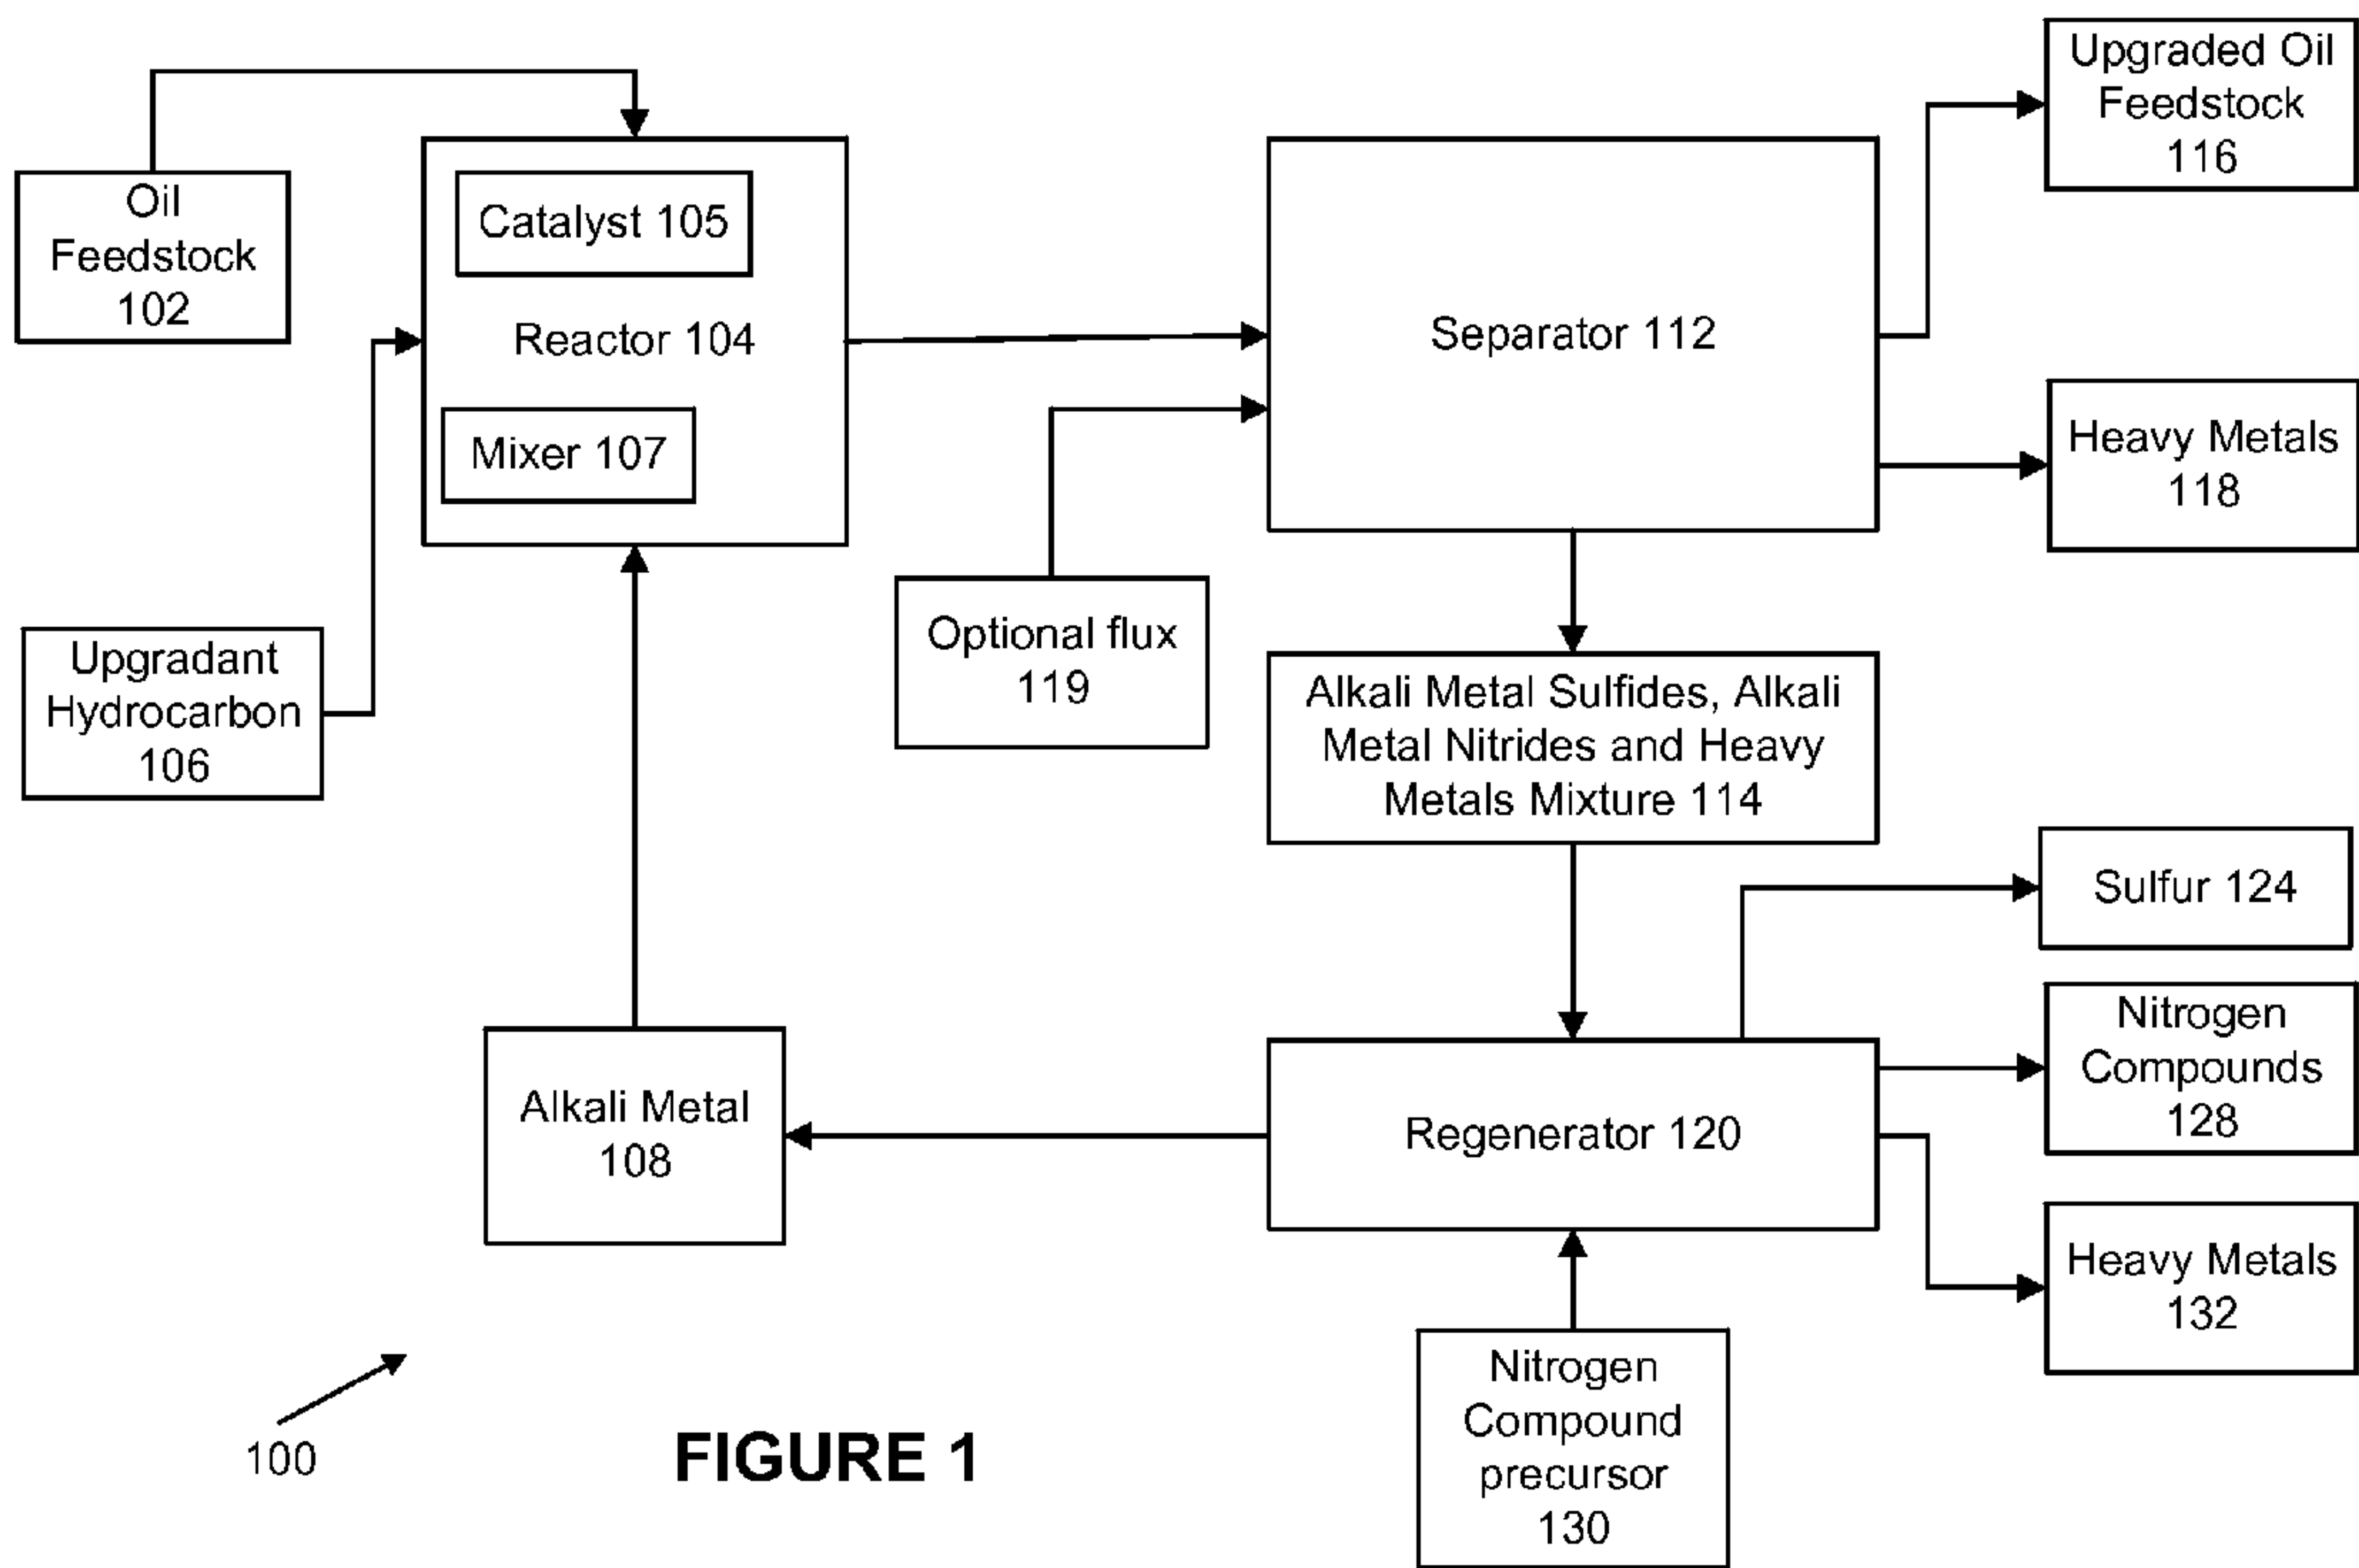 Upgraded Oil
Feedstock
116
Oil
Feedstock
102
Catalyst 105
Reactor 104
Mixer 107
Separator 112
Heavy Metals
118
Upgradant
Hydrocarbon
106
Optional flux
119
Alkali Metal Sulfides, Alkali
Metal Nitrides and Heavy
Metals Mixture 114
Sulfur 124
Nitrogen
Compounds
128
Alkali Metal
108
Regenerator 120
Heavy Metals
132
Nitrogen
Compound
precursor
130
100
FIGURE 1